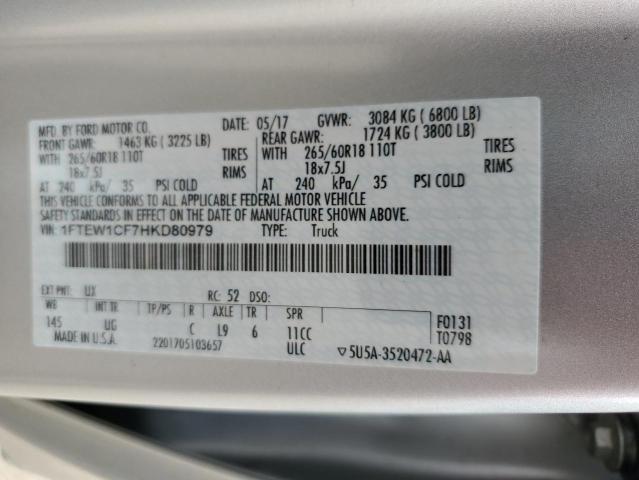 MFD. BY FORD MOTOR CO. DATE: 05/17 GVWR: 3084 KG ( 6800 LB)
FRONT GAWR: 1463 KG ( 3225 LB) REAR GAWR: 1724 KG ( 3800 LB)
WITH 265/60R18 110T TIRES WITH 265/60R18 110T TIRES
18x7.5J RIMS 18x7.5J RIMS
AT 240 kPa/ 35 PSI COLD AT 240 kPa/ 35 PSI COLD
THIS VEHICLE CONFORMS TO ALL APPLICABLE FEDERAL MOTOR VEHICLE
SAFETY STANDARDS IN EFFECT ON THE DATE OF MANUFACTURE SHOWN ABOVE.
VIN: 1FTEW1CF7HKD80979 TYPE: Truck
EXT PNT: UX RC: 52 DSO:
WB INT TR TP/PS R AXLE TR SPR
145 UG C L9 6 11CC F0131
MADE IN U.S.A. 2201705103657 ULC T0798
▽5U5A-3520472-AA